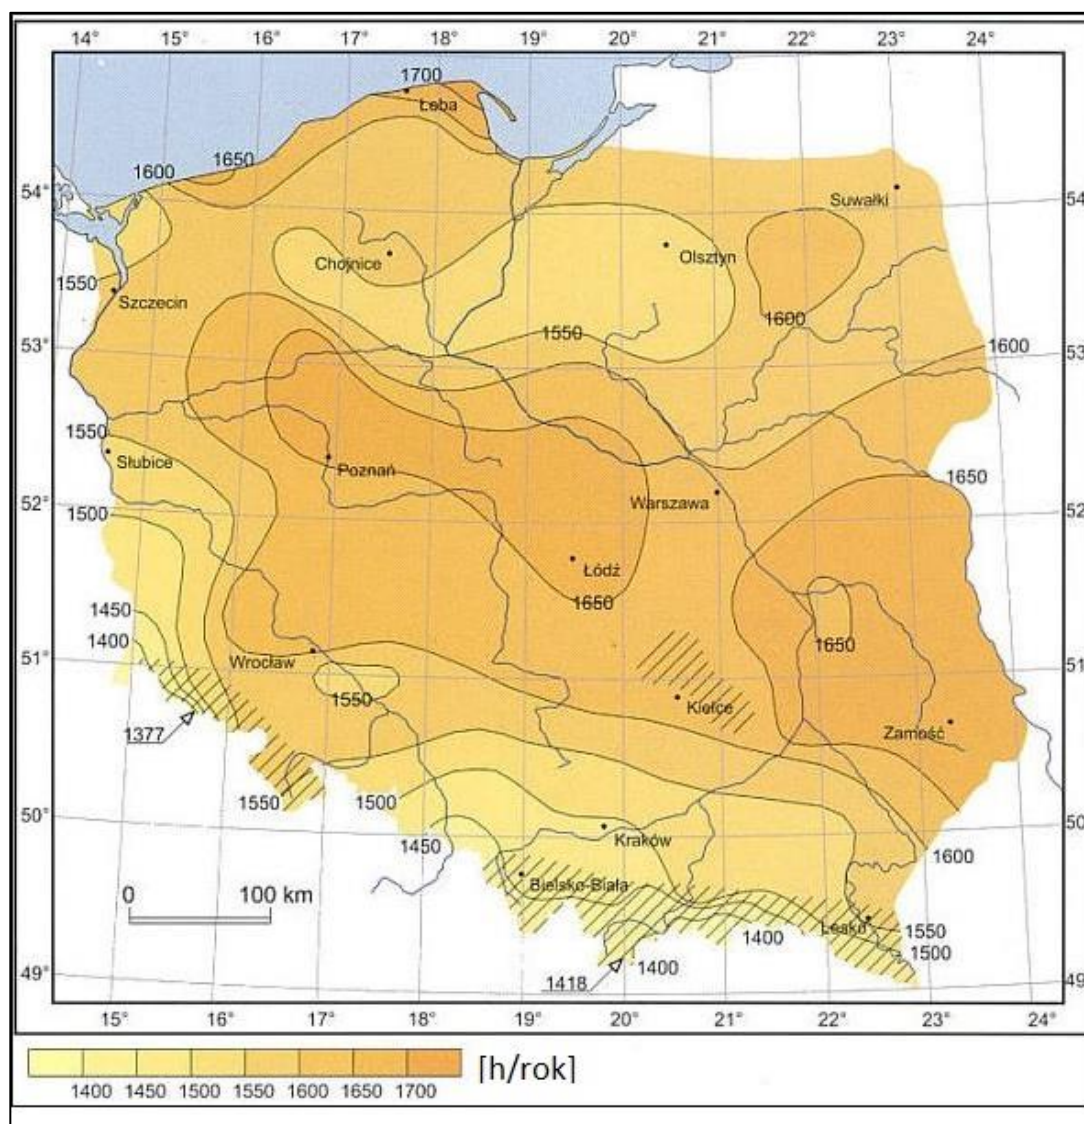 14° 15° 16° 17° 18° 19° 20° 21° 22° 23° 24°
1700
Łeba
1650
1600
54° 54
Suwałki
Olsztyn
Chojnice
1550
Szczecin
1550
1600
53° 53
1600
1550
Słubice
Poznań
1650
Warszawa
52° 52
1500
Łódź
1650
1450
1650
1400
51° 51
Wrocław
1550
Kielce
Zamość
1377
1550
1500
50° 50
Kraków
1450
1600
Bielsko-Biała
0 100 km
Lesko
1550
1400
1500
1400
49° 49
1418
15° 16° 17° 18° 19° 20° 21° 22° 23° 24°
[h/rok]
1400 1450 1500 1550 1600 1650 1700